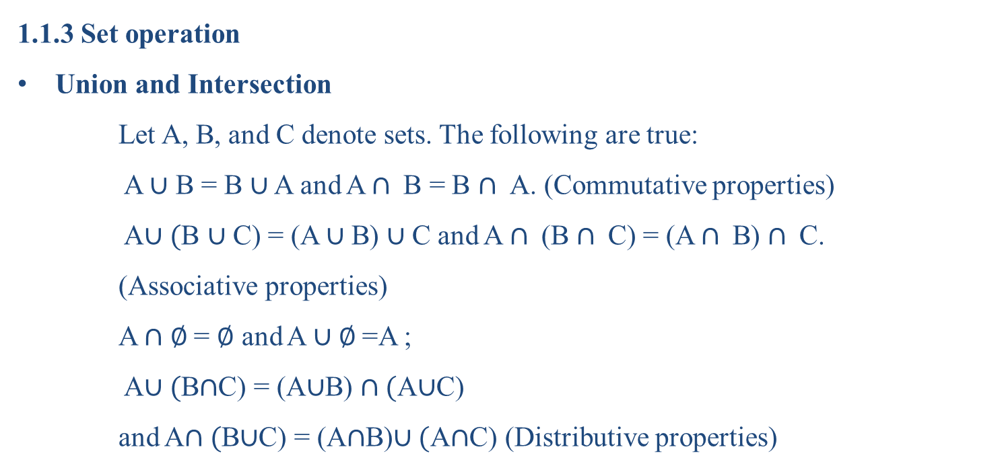 1.1.3 Set operation
• Union and Intersection
Let A, B, and C denote sets. The following are true:
A ∪ B = B ∪ A and A ∩ B = B ∩ A. (Commutative properties)
A∪ (B ∪ C) = (A ∪ B) ∪ C and A ∩ (B ∩ C) = (A ∩ B) ∩ C.
(Associative properties)
A ∩ ∅ = ∅ and A ∪ ∅ =A ;
A∪ (B∩C) = (A∪B) ∩ (A∪C)
and A∩ (B∪C) = (A∩B)∪ (A∩C) (Distributive properties)